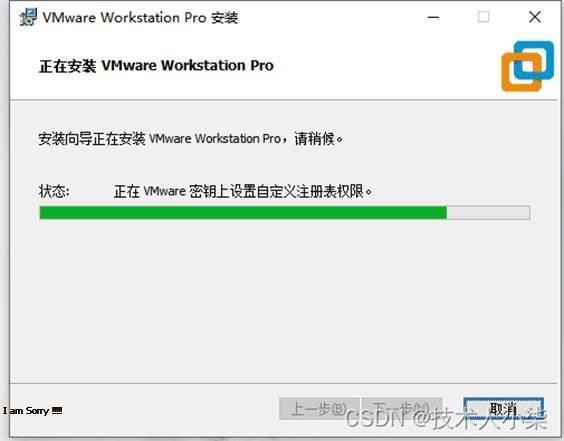 VMware Workstation Pro 安装
正在安装 VMware Workstation Pro
安装向导正在安装 VMware Workstation Pro，请稍候。
状态: 正在 VMware 密钥上设置自定义注册表权限。
I am Sorry !!!!!
上一步(B) 下一步(N) 取消
CSDN @技术人小柒